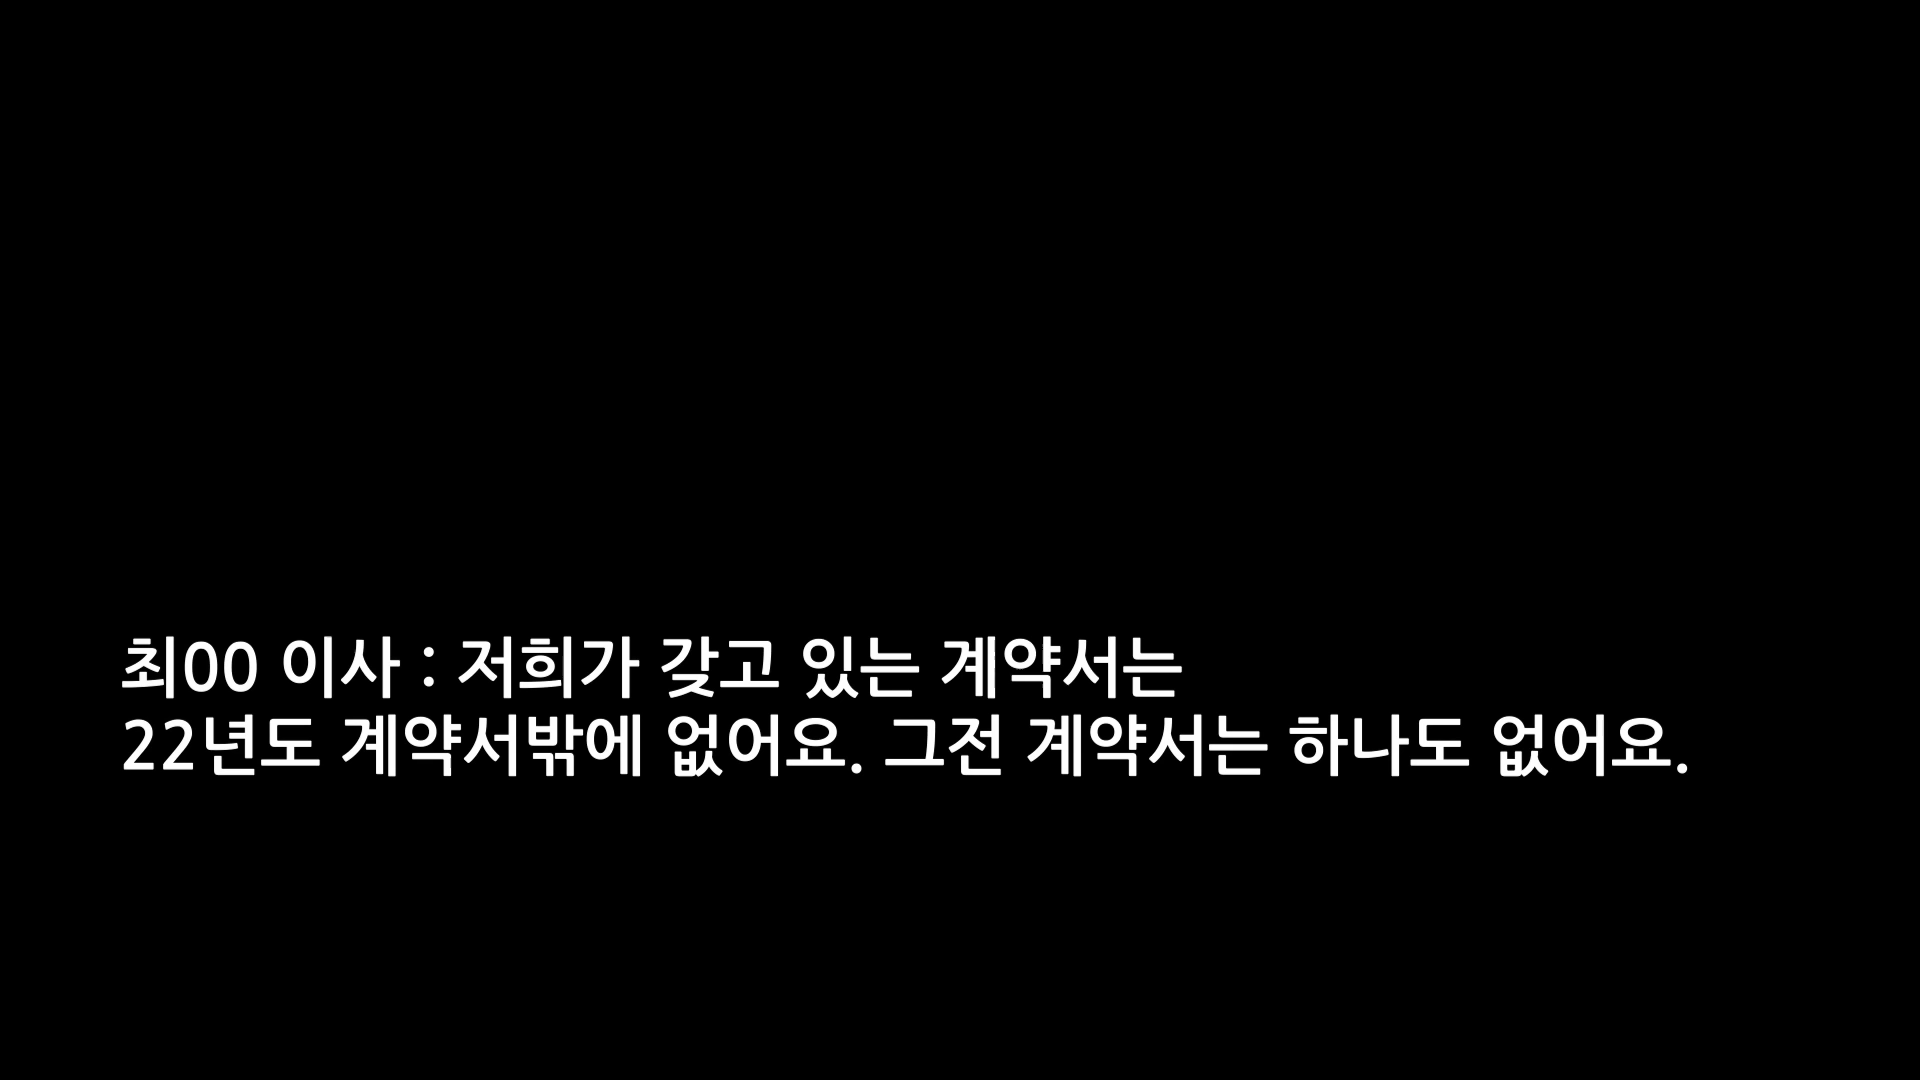 최00 이사 : 저희가 갖고 있는 계약서는
22년도 계약서밖에 없어요. 그전 계약서는 하나도 없어요.